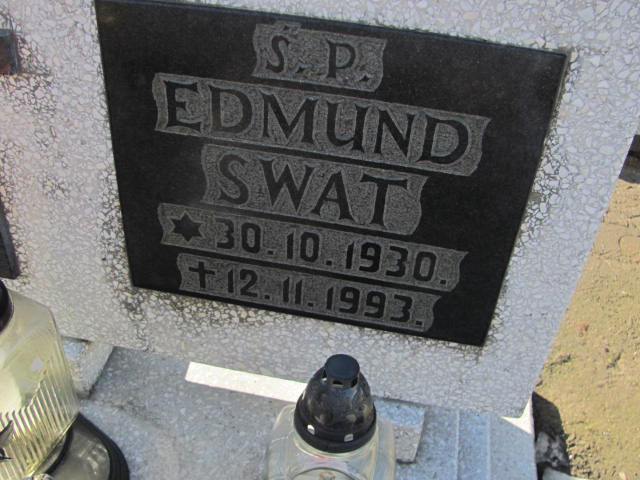 Ś. P.
EDMUND
SWAT
✶ 30.10.1930.
✝ 12.11.1993.